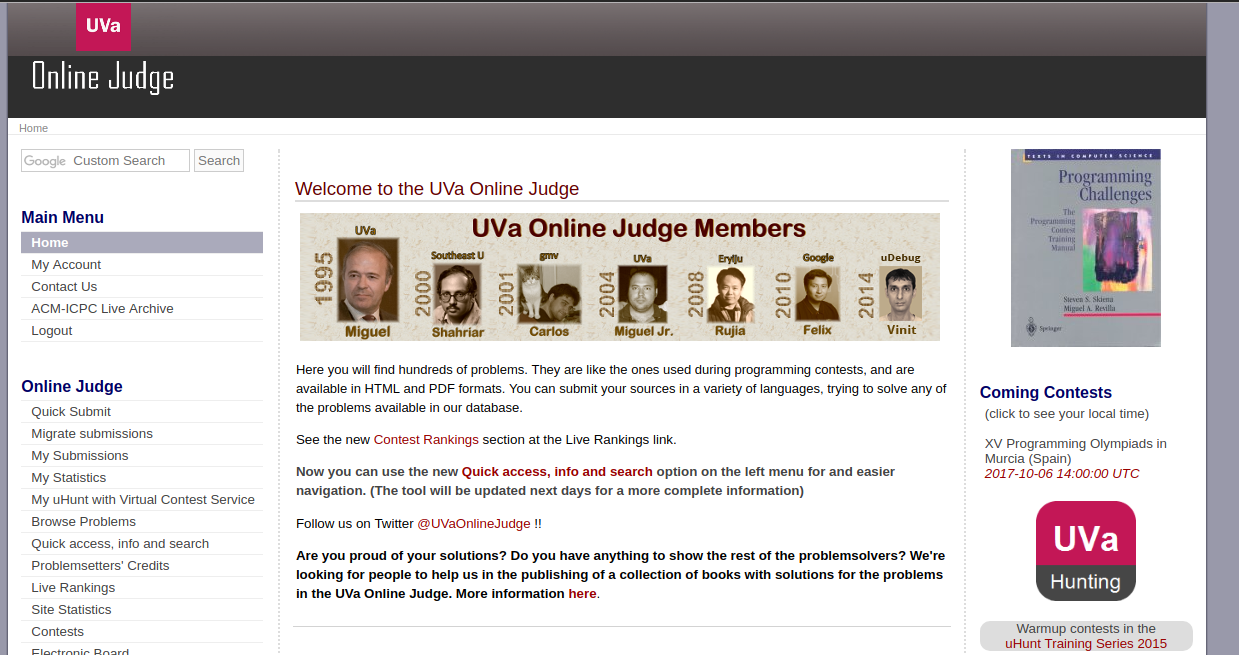 UVa
Online Judge
Home
Google Custom Search
Search
Main Menu
Home
My Account
Contact Us
ACM-ICPC Live Archive
Logout
Online Judge
Quick Submit
Migrate submissions
My Submissions
My Statistics
My uHunt with Virtual Contest Service
Browse Problems
Quick access, info and search
Problemsetters' Credits
Live Rankings
Site Statistics
Contests
Electronic Board
Welcome to the UVa Online Judge
UVa Online Judge Members
1995
UVa
Miguel
2000
Southeast U
Shahriar
2001
gmv
Carlos
2004
UVa
Miguel Jr.
2008
Eryiju
Rujia
2010
Google
Felix
2014
uDebug
Vinit
Here you will find hundreds of problems. They are like the ones used during programming contests, and are
available in HTML and PDF formats. You can submit your sources in a variety of languages, trying to solve any of
the problems available in our database.
See the new Contest Rankings section at the Live Rankings link.
Now you can use the new Quick access, info and search option on the left menu for and easier
navigation. (The tool will be updated next days for a more complete information)
Follow us on Twitter @UVaOnlineJudge !!
Are you proud of your solutions? Do you have anything to show the rest of the problemsolvers? We're
looking for people to help us in the publishing of a collection of books with solutions for the problems
in the UVa Online Judge. More information here.
TEXTS IN COMPUTER SCIENCE
Programming
Challenges
The
Programming
Contest
Training
Manual
Steven S. Skiena
Miguel A. Revilla
Springer
Coming Contests
(click to see your local time)
XV Programming Olympiads in
Murcia (Spain)
2017-10-06 14:00:00 UTC
UVa
Hunting
Warmup contests in the
uHunt Training Series 2015